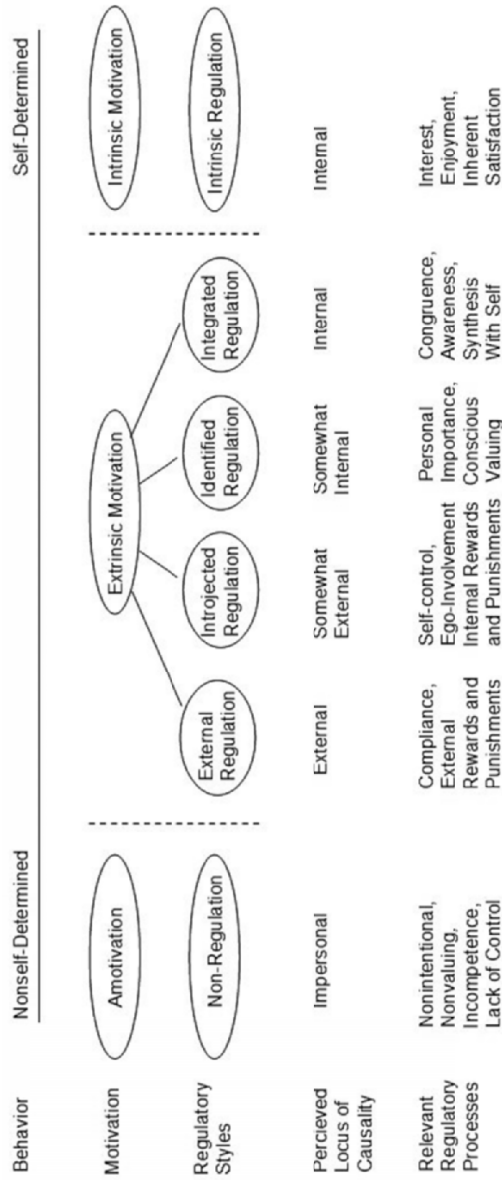 Behavior
Nonself-Determined
Self-Determined
Motivation
Amotivation
Extrinsic Motivation
Intrinsic Motivation
Regulatory
Styles
Non-Regulation
External
Regulation
Introjected
Regulation
Identified
Regulation
Integrated
Regulation
Intrinsic Regulation
Percieved
Locus of
Causality
Impersonal
External
Somewhat
External
Somewhat
Internal
Internal
Internal
Relevant
Regulatory
Processes
Nonintentional,
Nonvaluing,
Incompetence,
Lack of Control
Compliance,
External
Rewards and
Punishments
Self-control,
Ego-Involvement
Internal Rewards
and Punishments
Personal
Importance,
Conscious
Valuing
Congruence,
Awareness,
Synthesis
With Self
Interest,
Enjoyment,
Inherent
Satisfaction